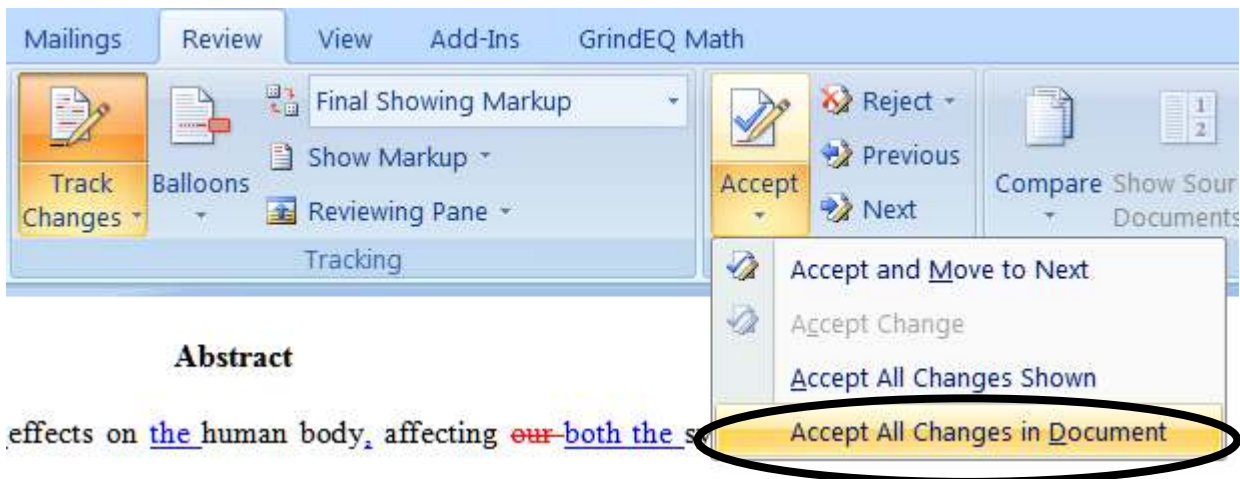 Mailings Review View Add-Ins GrindEQ Math
Final Showing Markup
Show Markup
Reviewing Pane
Track Changes
Balloons
Tracking
Accept
Reject
Previous
Next
Compare
Show Sour
Documents
1
2
Accept and Move to Next
Accept Change
Accept All Changes Shown
Accept All Changes in Document
Abstract
effects on the human body, affecting our both the s